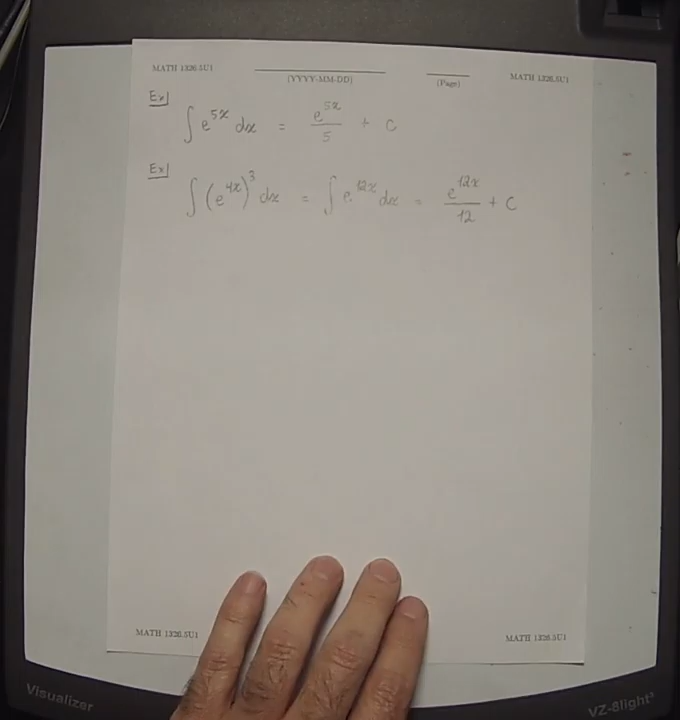 MATH 1326.5U1 (YYYY-MM-DD) (Page) MATH 1326.5U1
Ex|
∫ e^{5x} dx = e^{5x}/5 + C
Ex|
∫ (e^{4x})^3 dx = ∫ e^{12x} dx = e^{12x}/12 + C
MATH 1326.5U1 MATH 1326.5U1
Visualizer VZ-8light³